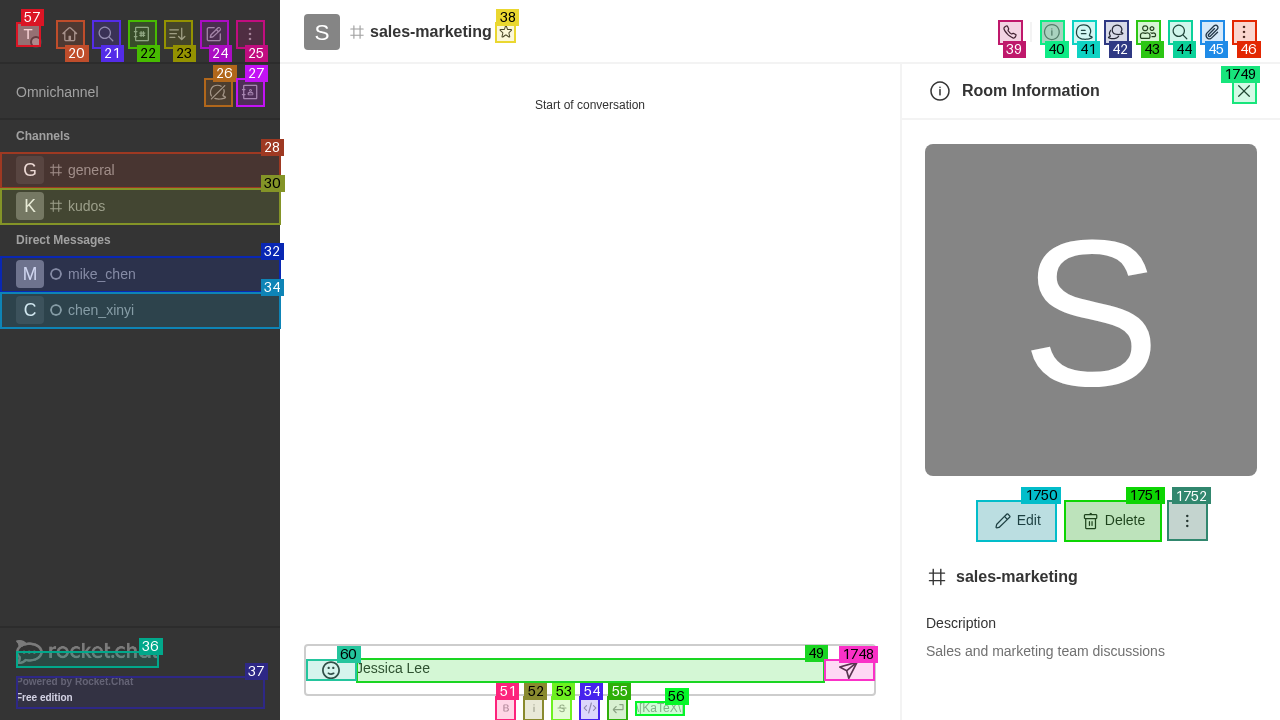 57
T
20
21
22
23
24
25
Omnichannel
26
27
Channels
28
G general
30
K kudos
Direct Messages
32
M mike_chen
34
C chen_xinyi
36
rocket.chat
37
Powered by Rocket.Chat
Free edition
S sales-marketing
38
39
40
41
42
43
44
45
46
Start of conversation
60
Jessica Lee
49
1748
51
52
53
54
55
56
B
i
S
</>
\[KaTeX\]
Room Information
1749
S
1750
Edit
1751
Delete
1752
sales-marketing
Description
Sales and marketing team discussions